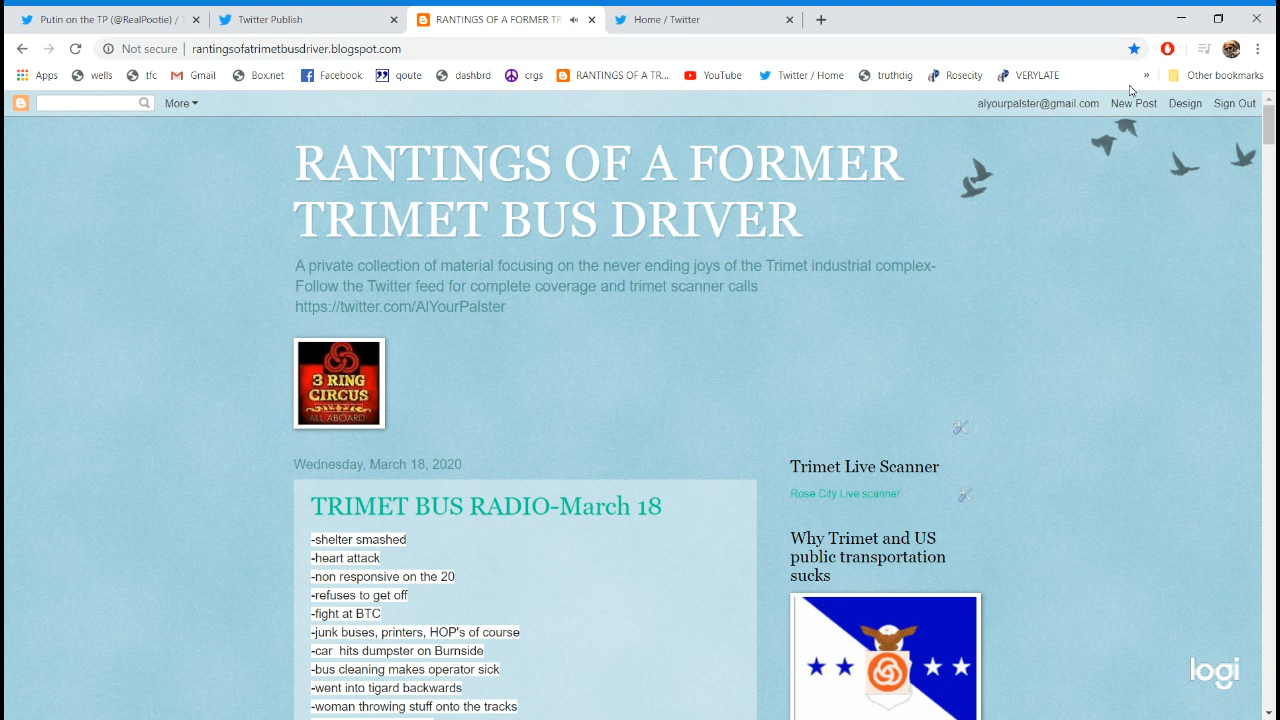 Putin on the TP (@RealPootie) / T
Twitter Publish
RANTINGS OF A FORMER TR
Home / Twitter
Not secure
rantingsofatrimetbusdriver.blogspot.com
Apps
wells
tfc
Gmail
Box.net
Facebook
qoute
dashbrd
crgs
RANTINGS OF A TR...
YouTube
Twitter / Home
truthdig
Rosecity
VERYLATE
Other bookmarks
More
alyourpalster@gmail.com
New Post
Design
Sign Out
RANTINGS OF A FORMER
TRIMET BUS DRIVER
A private collection of material focusing on the never ending joys of the Trimet industrial complex-
Follow the Twitter feed for complete coverage and trimet scanner calls
https://twitter.com/AlYourPalster
3 RING
CIRCUS
ALL ABOARD!
Wednesday, March 18, 2020
TRIMET BUS RADIO-March 18
-shelter smashed
-heart attack
-non responsive on the 20
-refuses to get off
-fight at BTC
-junk buses, printers, HOP's of course
-car  hits dumpster on Burnside
-bus cleaning makes operator sick
-went into tigard backwards
-woman throwing stuff onto the tracks
Trimet Live Scanner
Rose City Live scanner
Why Trimet and US
public transportation
sucks
logi